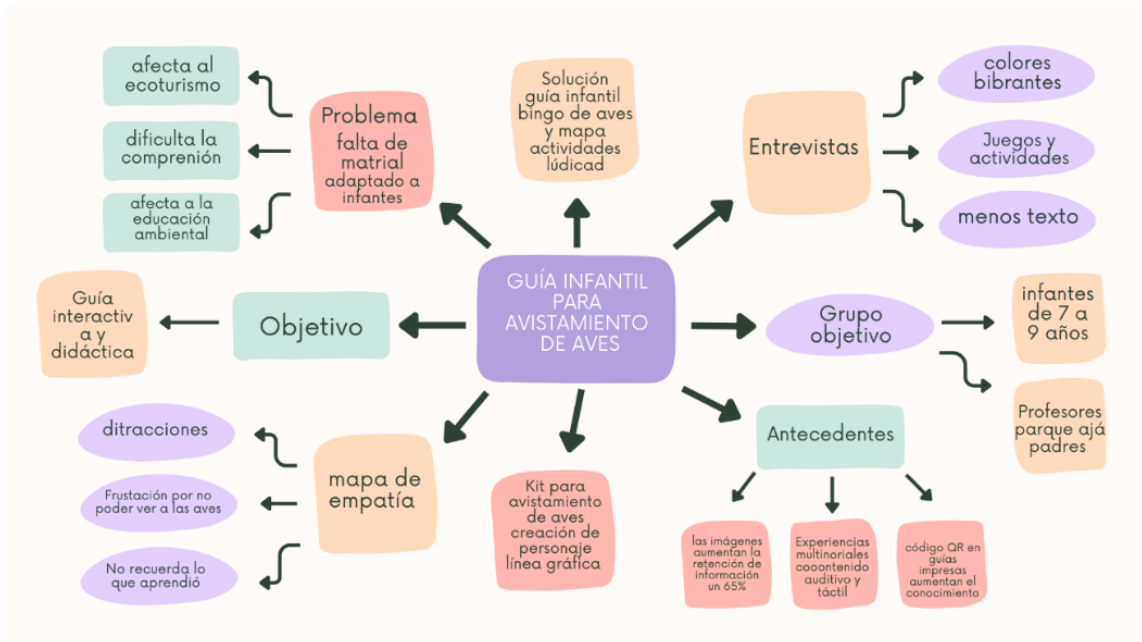 afecta al
ecoturismo
dificulta la
comprenión
afecta a la
educación
ambiental
Problema
falta de
matrial
adaptado a
infantes
Solución
guía infantil
bingo de aves
y mapa
actividades
lúdicad
Entrevistas
colores
bibrantes
Juegos y
actividades
menos texto
GUÍA INFANTIL
PARA
AVISTAMIENTO
DE AVES
Guía
interactiv
a y
didáctica
Objetivo
Grupo
objetivo
infantes
de 7 a
9 años
Profesores
parque ajá
padres
ditracciones
Frustación por no
poder ver a las aves
No recuerda lo
que aprendió
mapa de
empatía
Kit para
avistamiento
de aves
creación de
personaje
línea gráfica
Antecedentes
las imágenes
aumentan la
retención de
información
un 65%
Experiencias
multinoriales
cooontenido
auditivo y
táctil
código QR en
guías
impresas
aumentan el
conocimiento